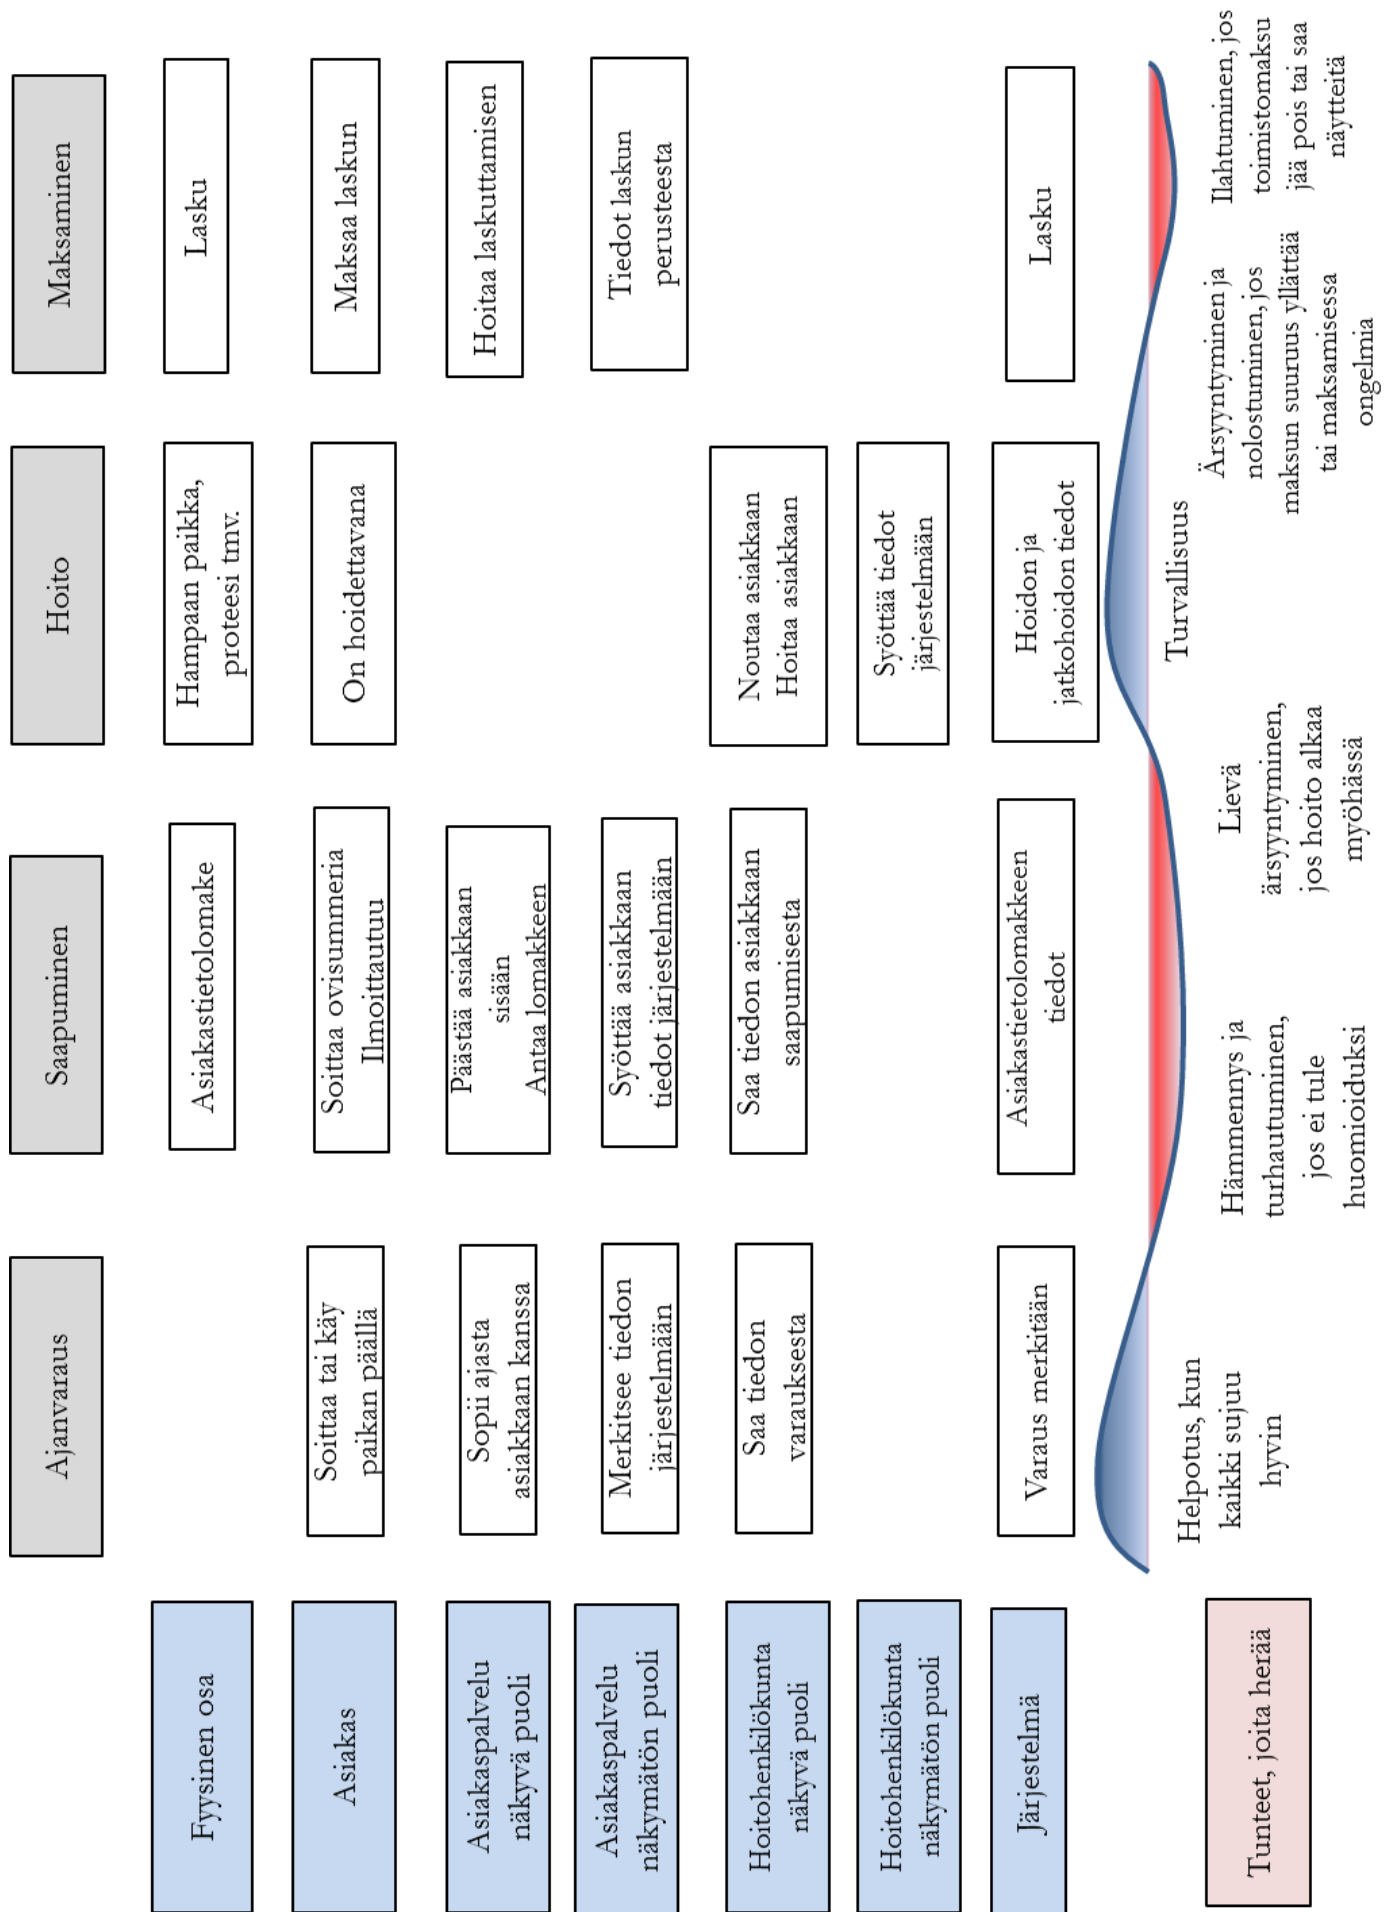 Ajanvaraus
Saapuminen
Hoito
Maksaminen
Fyysinen osa
Asiakastietolomake
Hampaan paikka,
proteesi tmv.
Lasku
Asiakas
Soittaa tai käy
paikan päällä
Soittaa ovisummeria
Ilmoittautuu
On hoidettavana
Maksaa laskun
Asiakaspalvelu
näkyvä puoli
Sopii ajasta
asiakkaan kanssa
Päästää asiakkaan
sisään
Antaa lomakkeen
Hoitaa laskuttamisen
Asiakaspalvelu
näkymätön puoli
Merkitsee tiedon
järjestelmään
Syöttää asiakkaan
tiedot järjestelmään
Tiedot laskun
perusteesta
Hoitohenkilökunta
näkyvä puoli
Saa tiedon
varauksesta
Saa tiedon asiakkaan
saapumisesta
Noutaa asiakkaan
Hoitaa asiakkaan
Hoitohenkilökunta
näkymätön puoli
Syöttää tiedot
järjestelmään
Järjestelmä
Varaus merkitään
Asiakastietolomakkeen
tiedot
Hoidon ja
jatkohoidon tiedot
Lasku
Tunteet, joita herää
Helpotus, kun
kaikki sujuu
hyvin
Hämmennys ja
turhautuminen,
jos ei tule
huomioiduksi
Lievä
ärsyyntyminen,
jos hoito alkaa
myöhässä
Turvallisuus
Ärsyyntyminen ja
nolostuminen, jos
maksun suuruus yllättää
tai maksamisessa
ongelmia
Ilahtuminen, jos
toimistomaksu
jää pois tai saa
näytteitä